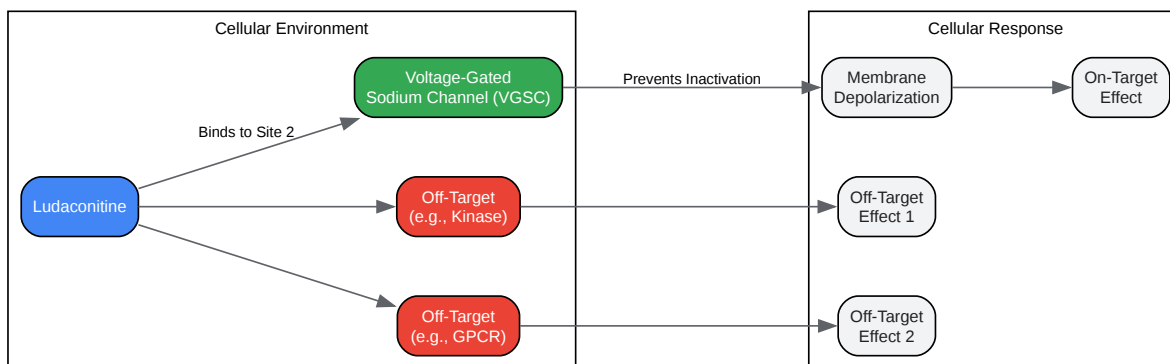 Cellular Environment
Cellular Response
Voltage-Gated
Sodium Channel (VGSC)
Prevents Inactivation
Membrane
Depolarization
On-Target
Effect
Binds to Site 2
Ludaconitine
Off-Target
(e.g., Kinase)
Off-Target
Effect 1
Off-Target
(e.g., GPCR)
Off-Target
Effect 2